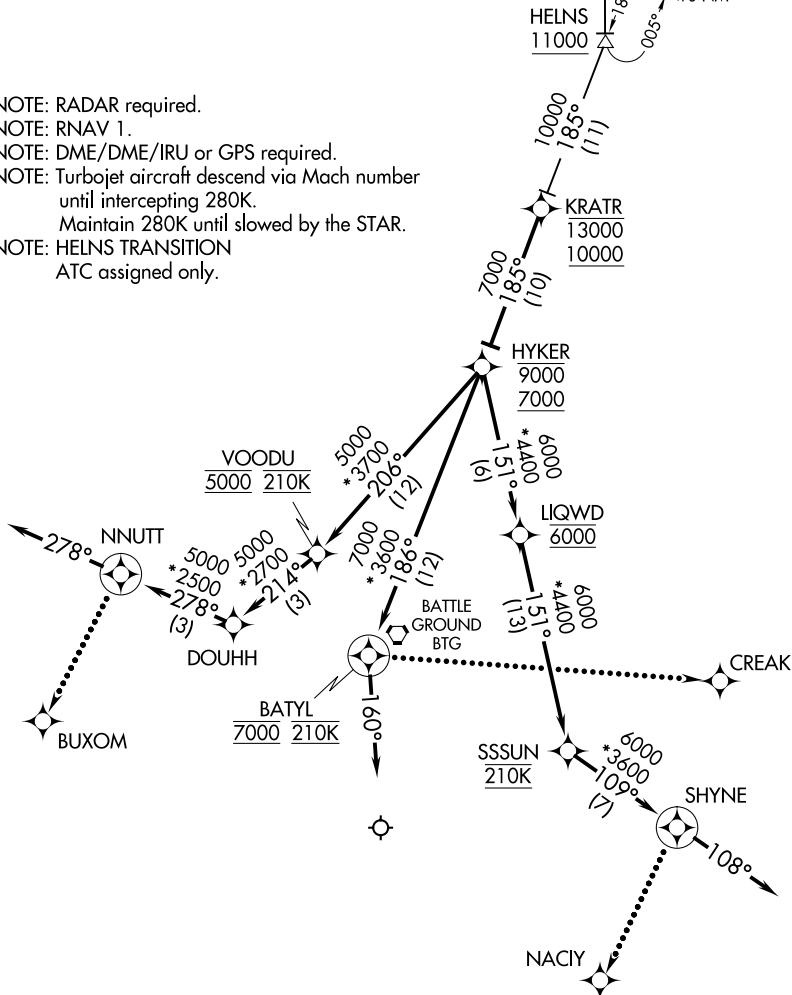 HELNS
11000
18
005°
NOTE: RADAR required.
NOTE: RNAV 1.
NOTE: DME/DME/IRU or GPS required.
NOTE: Turbojet aircraft descend via Mach number
until intercepting 280K.
Maintain 280K until slowed by the STAR.
NOTE: HELNS TRANSITION
ATC assigned only.
10000
185°
(11)
KRATR
13000
10000
7000
185°
(10)
HYKER
9000
7000
5000
*3700
206°
(12)
VOODU
5000 210K
7000
*3600
186°
(12)
6000
*4400
151°
(6)
LIQWD
6000
NNUTT
278°
5000
*2500
278°
(3)
5000
*2700
214°
(3)
DOUHH
BUXOM
BATTLE
GROUND
BTG
BATYL
7000 210K
160°
6000
*4400
151°
(13)
CREAK
SSSUN
210K
6000
*3600
109°
(7)
SHYNE
108°
NACIY